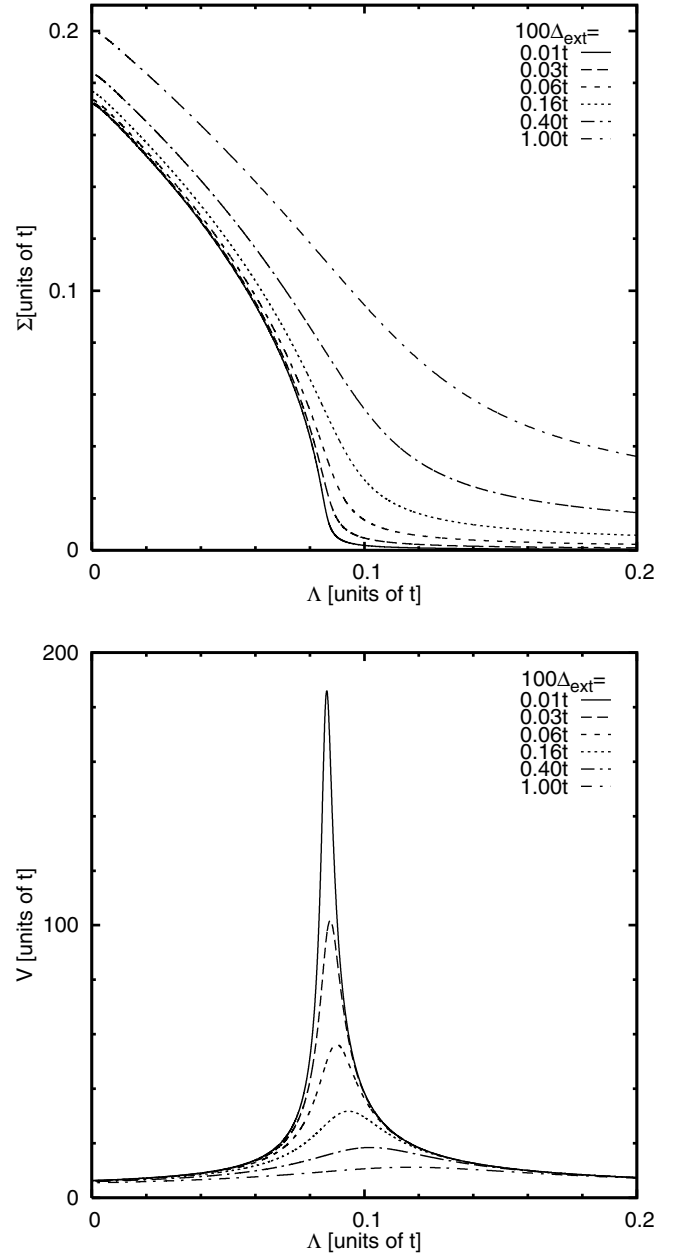 0.2
100Δext=
0.01t
0.03t
0.06t
0.16t
0.40t
1.00t
Σ[units of t]
0.1
0
0
0.1
0.2
Λ [units of t]
200
100Δext=
0.01t
0.03t
0.06t
0.16t
0.40t
1.00t
V [units of t]
100
0
0
0.1
0.2
Λ [units of t]